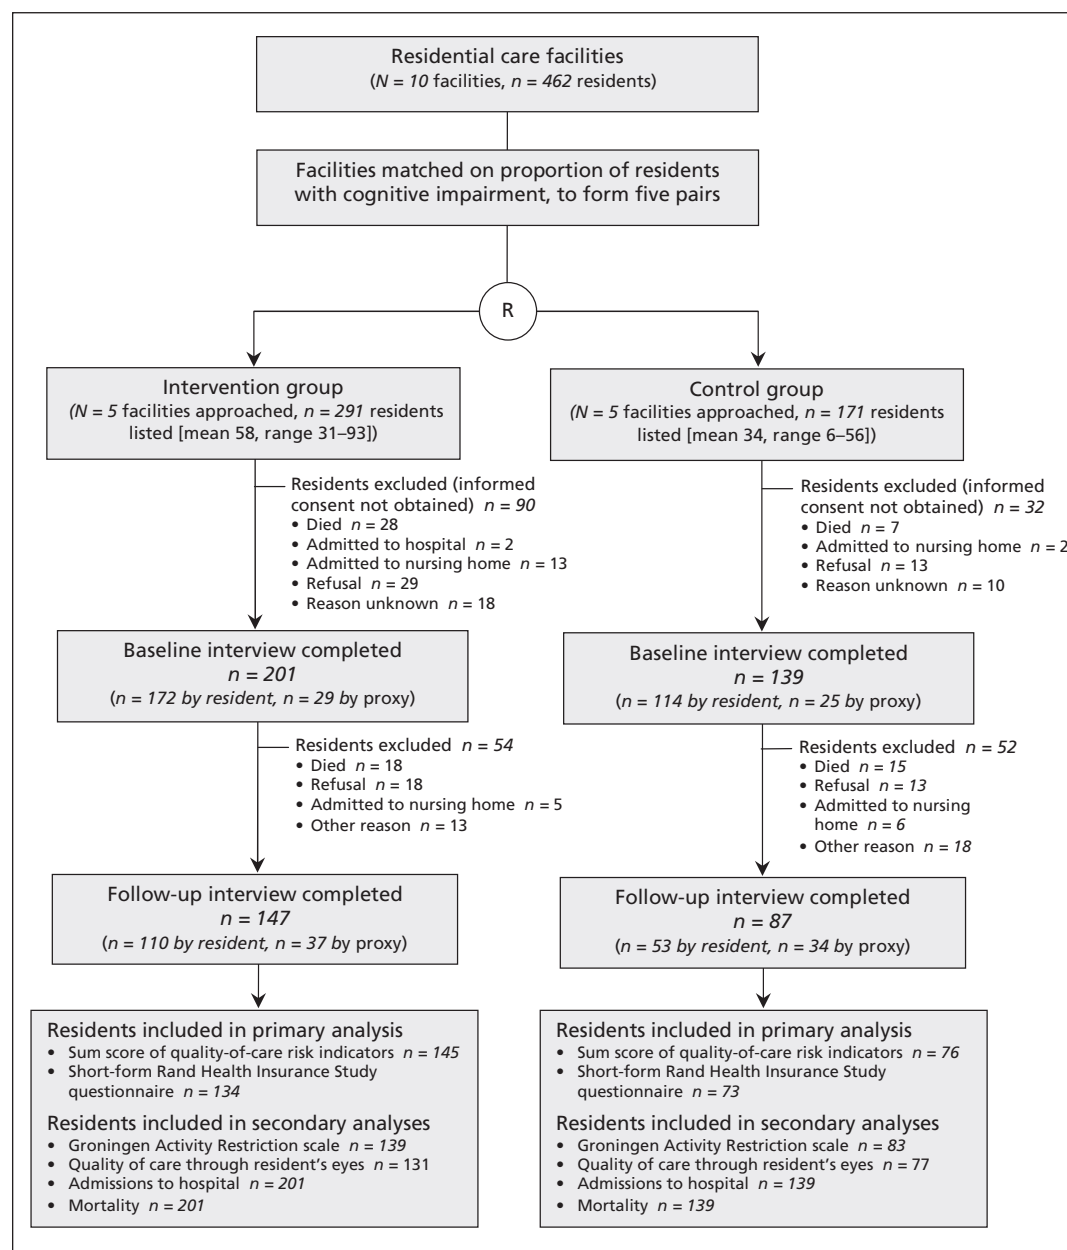 Residential care facilities
(N = 10 facilities, n = 462 residents)
Facilities matched on proportion of residents
with cognitive impairment, to form five pairs
R
Intervention group
(N = 5 facilities approached, n = 291 residents
listed [mean 58, range 31–93])
Control group
(N = 5 facilities approached, n = 171 residents
listed [mean 34, range 6–56])
Residents excluded (informed
consent not obtained) n = 90
• Died n = 28
• Admitted to hospital n = 2
• Admitted to nursing home n = 13
• Refusal n = 29
• Reason unknown n = 18
Residents excluded (informed
consent not obtained) n = 32
• Died n = 7
• Admitted to nursing home n = 2
• Refusal n = 13
• Reason unknown n = 10
Baseline interview completed
n = 201
(n = 172 by resident, n = 29 by proxy)
Baseline interview completed
n = 139
(n = 114 by resident, n = 25 by proxy)
Residents excluded n = 54
• Died n = 18
• Refusal n = 18
• Admitted to nursing home n = 5
• Other reason n = 13
Residents excluded n = 52
• Died n = 15
• Refusal n = 13
• Admitted to nursing
home n = 6
• Other reason n = 18
Follow-up interview completed
n = 147
(n = 110 by resident, n = 37 by proxy)
Follow-up interview completed
n = 87
(n = 53 by resident, n = 34 by proxy)
Residents included in primary analysis
• Sum score of quality-of-care risk indicators n = 145
• Short-form Rand Health Insurance Study
questionnaire n = 134
Residents included in secondary analyses
• Groningen Activity Restriction scale n = 139
• Quality of care through resident's eyes n = 131
• Admissions to hospital n = 201
• Mortality n = 201
Residents included in primary analysis
• Sum score of quality-of-care risk indicators n = 76
• Short-form Rand Health Insurance Study
questionnaire n = 73
Residents included in secondary analyses
• Groningen Activity Restriction scale n = 83
• Quality of care through resident's eyes n = 77
• Admissions to hospital n = 139
• Mortality n = 139